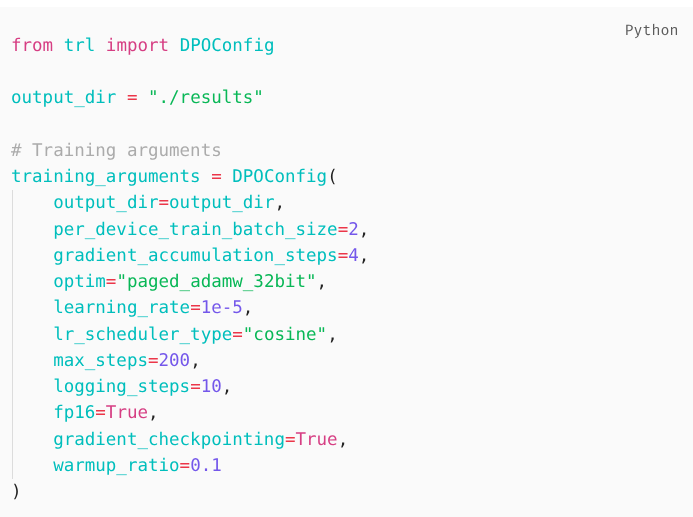 Python
from trl import DPOConfig
output_dir = "./results"
# Training arguments
training_arguments = DPOConfig(
    output_dir=output_dir,
    per_device_train_batch_size=2,
    gradient_accumulation_steps=4,
    optim="paged_adamw_32bit",
    learning_rate=1e-5,
    lr_scheduler_type="cosine",
    max_steps=200,
    logging_steps=10,
    fp16=True,
    gradient_checkpointing=True,
    warmup_ratio=0.1
)